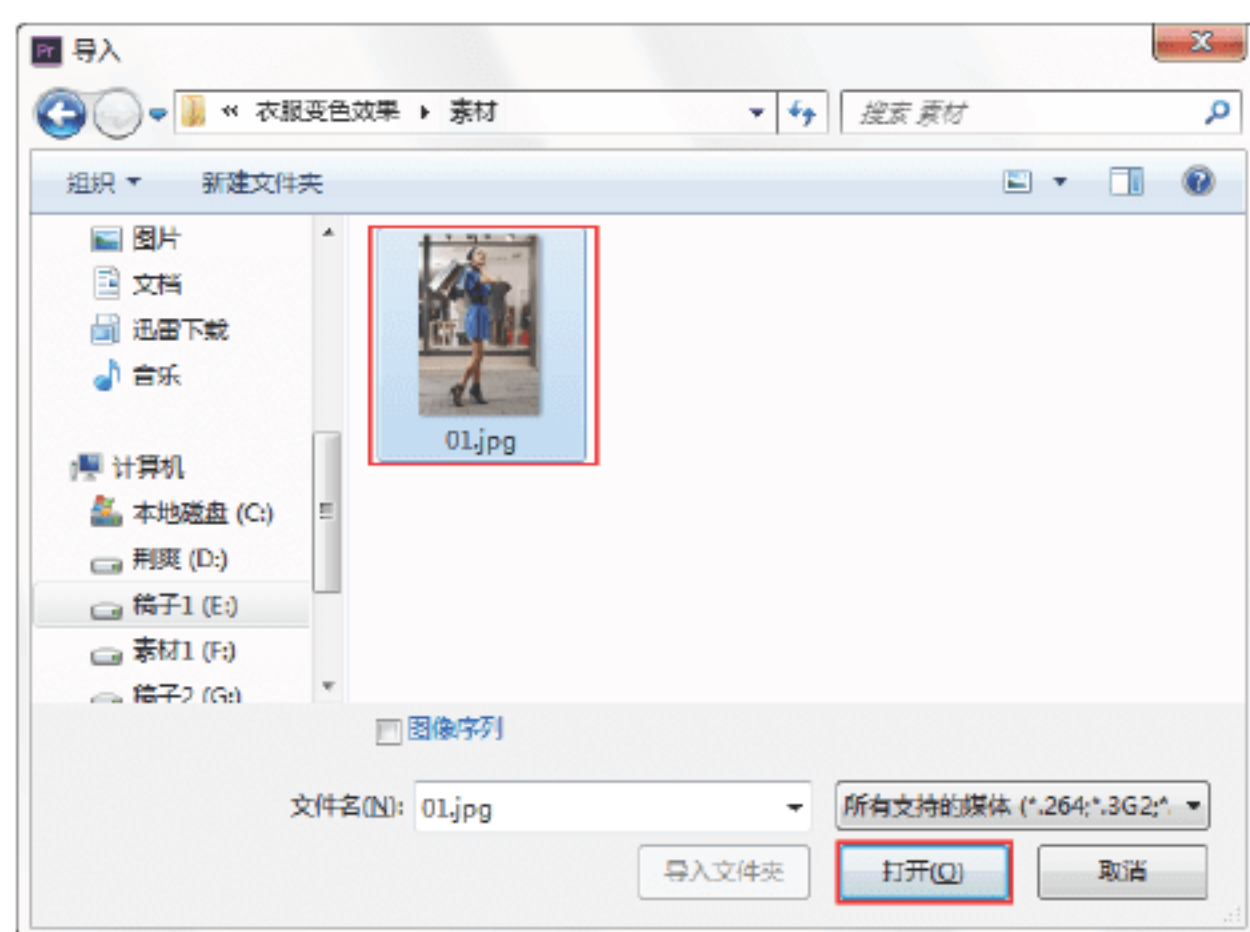 Pr 导入
« 衣服变色效果 ▸ 素材
搜索 素材
组织 新建文件夹
图片
文档
迅雷下载
音乐
计算机
本地磁盘 (C:)
荆爽 (D:)
稿子1 (E:)
素材1 (F:)
稿子2 (G:)
01.jpg
图像序列
文件名(N): 01.jpg
所有支持的媒体 (*.264;*.3G2;*.
导入文件夹 打开(O) 取消